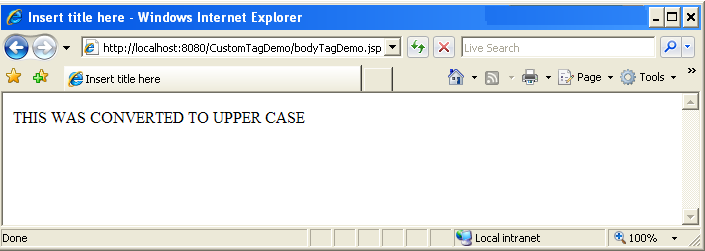 Insert title here - Windows Internet Explorer
http://localhost:8080/CustomTagDemo/bodyTagDemo.jsp
Live Search
Insert title here
Page
Tools
»
THIS WAS CONVERTED TO UPPER CASE
Done
Local intranet
100%